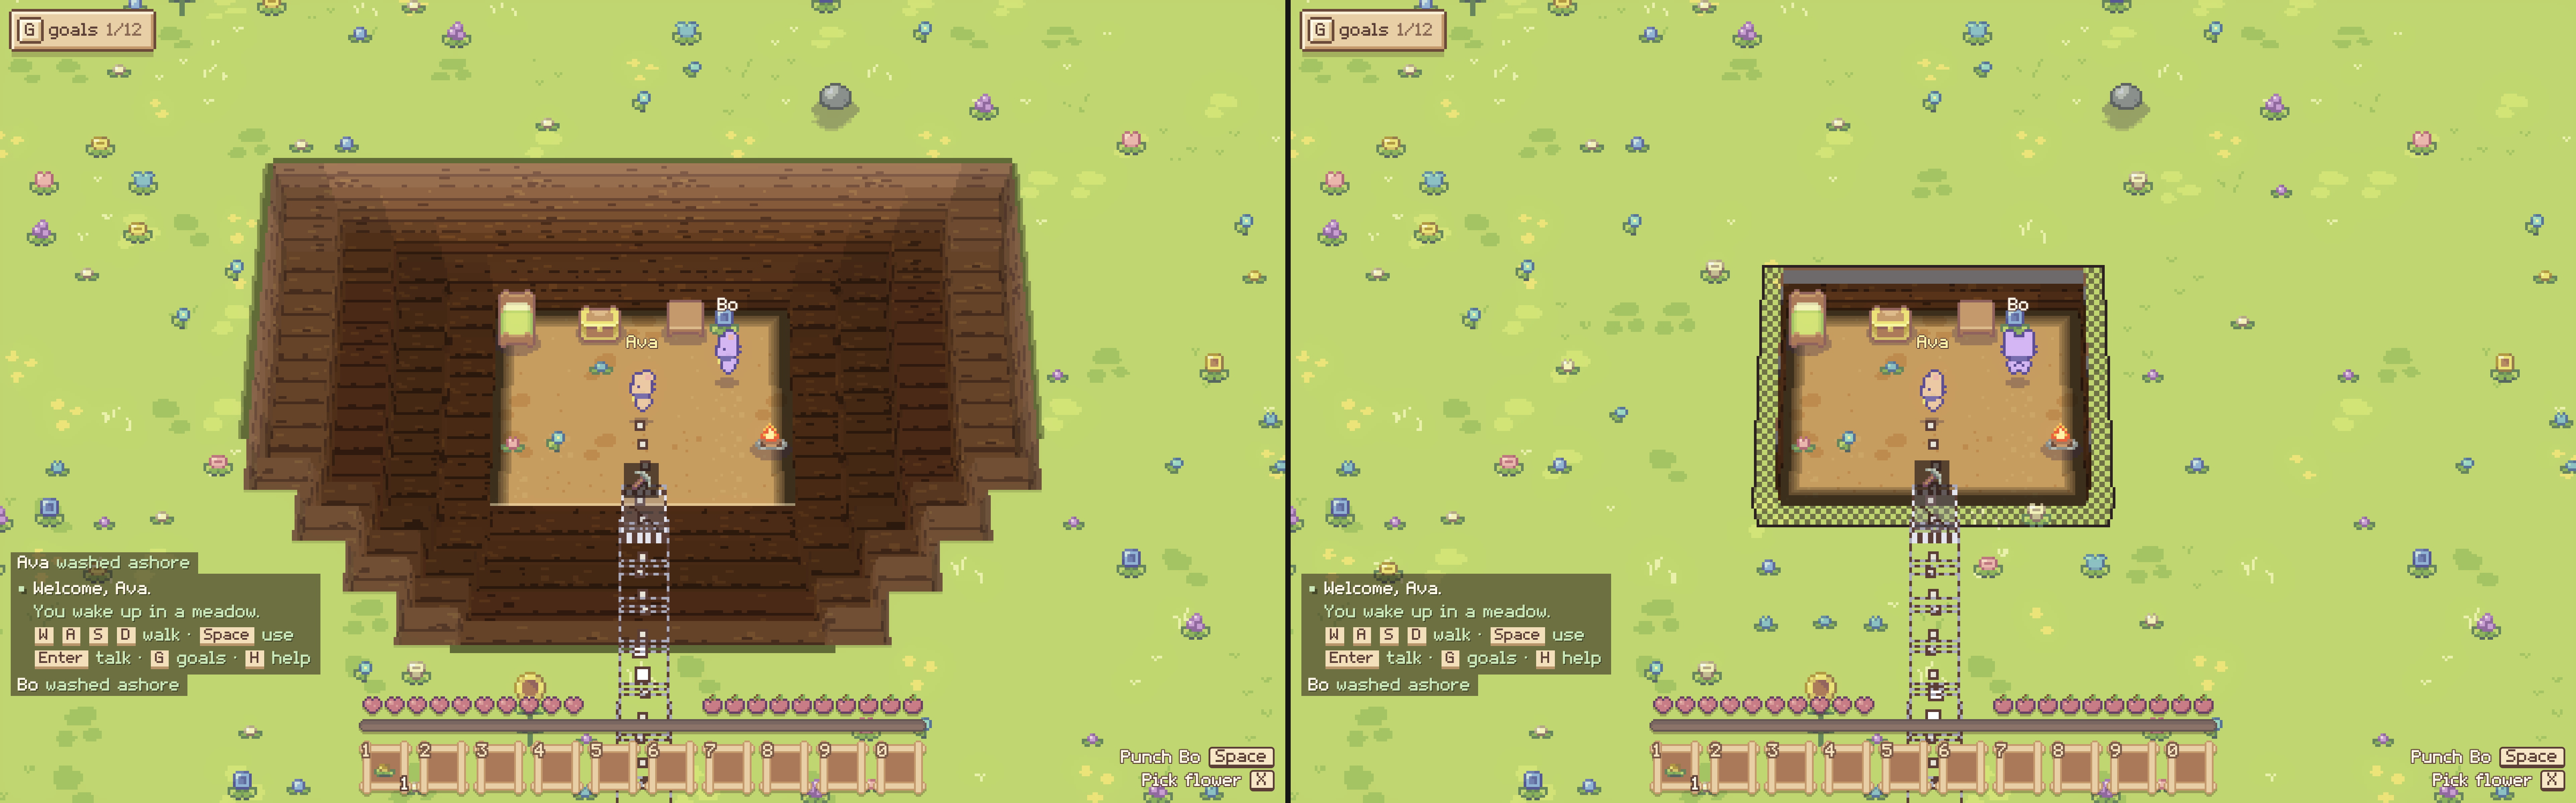 G goals 1/12
Bo
Ava
Ava washed ashore
Welcome, Ava.
You wake up in a meadow.
W A S D walk · Space use
Enter talk · G goals · H help
Bo washed ashore
1 2 3 4 5 6 7 8 9 0
1
Punch Bo Space
Pick flower X
G goals 1/12
Bo
Ava
Welcome, Ava.
You wake up in a meadow.
W A S D walk · Space use
Enter talk · G goals · H help
Bo washed ashore
1 2 3 4 5 6 7 8 9 0
1
Punch Bo Space
Pick flower X